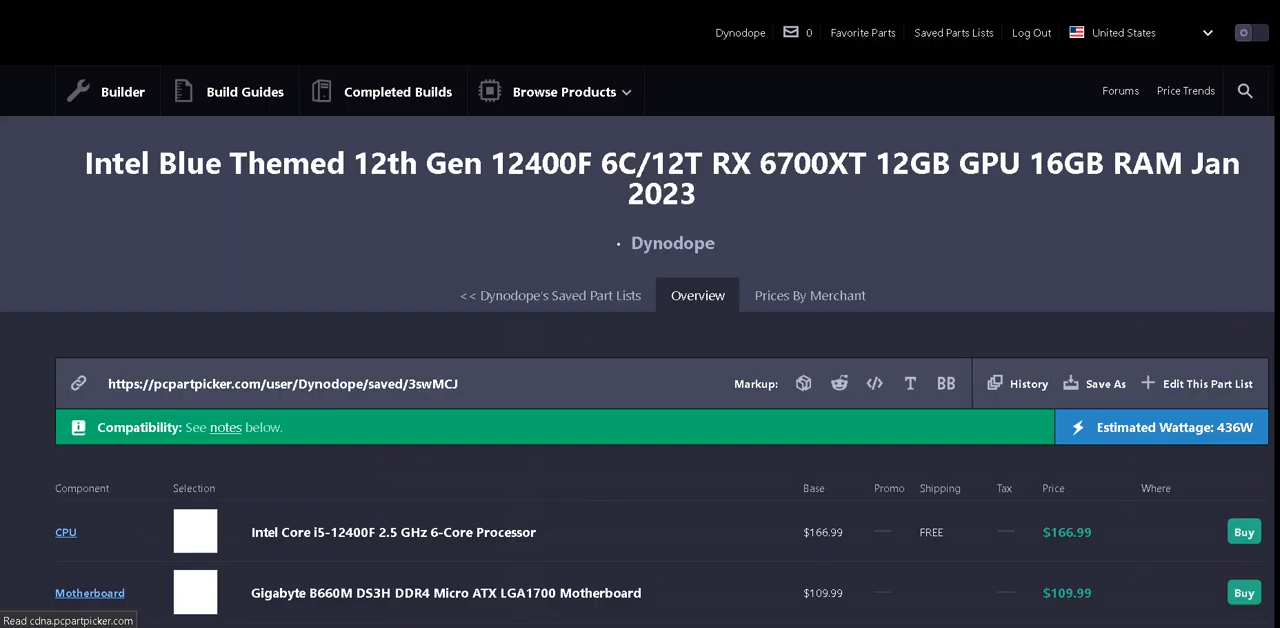 Dynodope 0 Favorite Parts Saved Parts Lists Log Out United States
Builder Build Guides Completed Builds Browse Products Forums Price Trends
Intel Blue Themed 12th Gen 12400F 6C/12T RX 6700XT 12GB GPU 16GB RAM Jan
2023
· Dynodope
<< Dynodope's Saved Part Lists Overview Prices By Merchant
https://pcpartpicker.com/user/Dynodope/saved/3swMCJ Markup: T BB History Save As Edit This Part List
Compatibility: See notes below. Estimated Wattage: 436W
Component Selection Base Promo Shipping Tax Price Where
CPU Intel Core i5-12400F 2.5 GHz 6-Core Processor $166.99 — FREE — $166.99 Buy
Motherboard Gigabyte B660M DS3H DDR4 Micro ATX LGA1700 Motherboard $109.99 — — $109.99 Buy
Read cdna.pcpartpicker.com